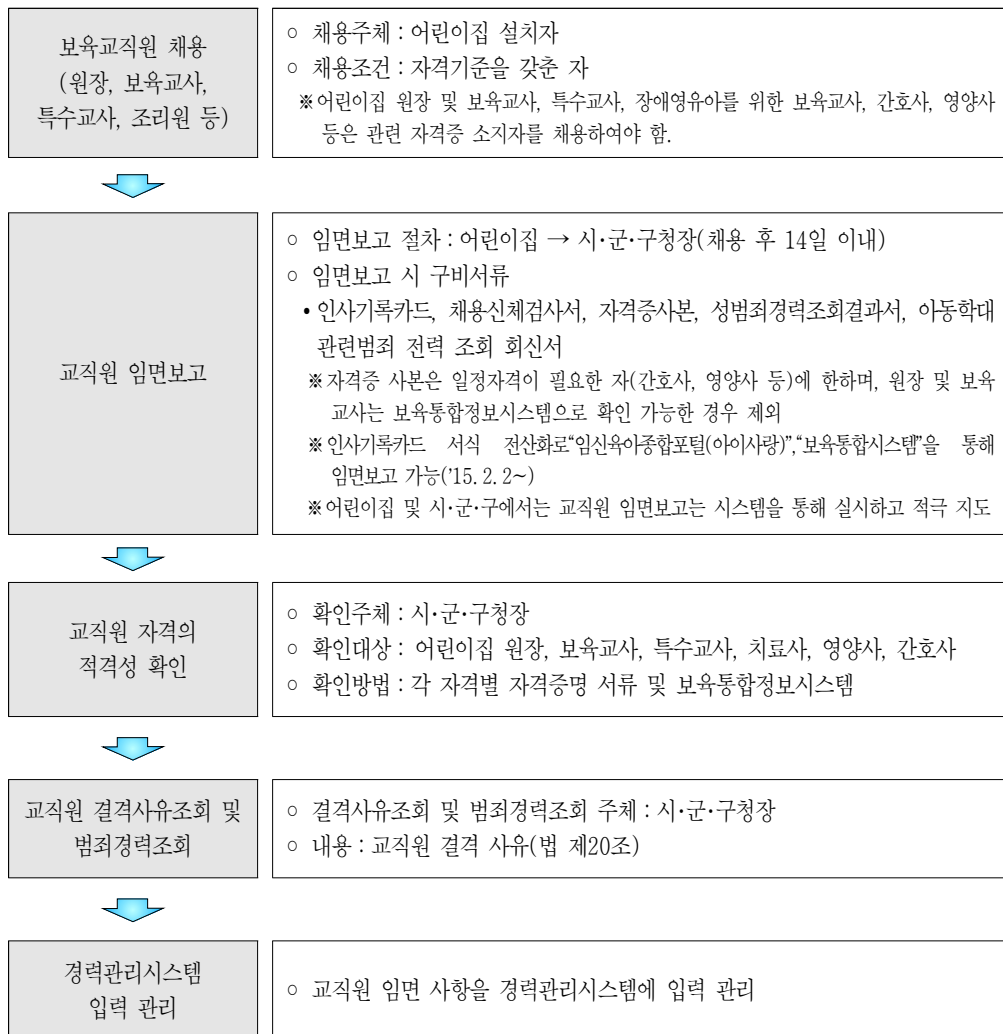 보육교직원 채용
(원장, 보육교사,
특수교사, 조리원 등)
○ 채용주체 : 어린이집 설치자
○ 채용조건 : 자격기준을 갖춘 자
※ 어린이집 원장 및 보육교사, 특수교사, 장애영유아를 위한 보육교사, 간호사, 영양사
등은 관련 자격증 소지자를 채용하여야 함.
교직원 임면보고
○ 임면보고 절차 : 어린이집 → 시·군·구청장(채용 후 14일 이내)
○ 임면보고 시 구비서류
• 인사기록카드, 채용신체검사서, 자격증사본, 성범죄경력조회결과서, 아동학대
관련범죄 전력 조회 회신서
※ 자격증 사본은 일정자격이 필요한 자(간호사, 영양사 등)에 한하며, 원장 및 보육
교사는 보육통합정보시스템으로 확인 가능한 경우 제외
※ 인사기록카드 서식 전산화로“임신육아종합포털(아이사랑)”,“보육통합시스템”을 통해
임면보고 가능('15. 2. 2~)
※ 어린이집 및 시·군·구에서는 교직원 임면보고는 시스템을 통해 실시하고 적극 지도
교직원 자격의
적격성 확인
○ 확인주체 : 시·군·구청장
○ 확인대상 : 어린이집 원장, 보육교사, 특수교사, 치료사, 영양사, 간호사
○ 확인방법 : 각 자격별 자격증명 서류 및 보육통합정보시스템
교직원 결격사유조회 및
범죄경력조회
○ 결격사유조회 및 범죄경력조회 주체 : 시·군·구청장
○ 내용 : 교직원 결격 사유(법 제20조)
경력관리시스템
입력 관리
○ 교직원 임면 사항을 경력관리시스템에 입력 관리